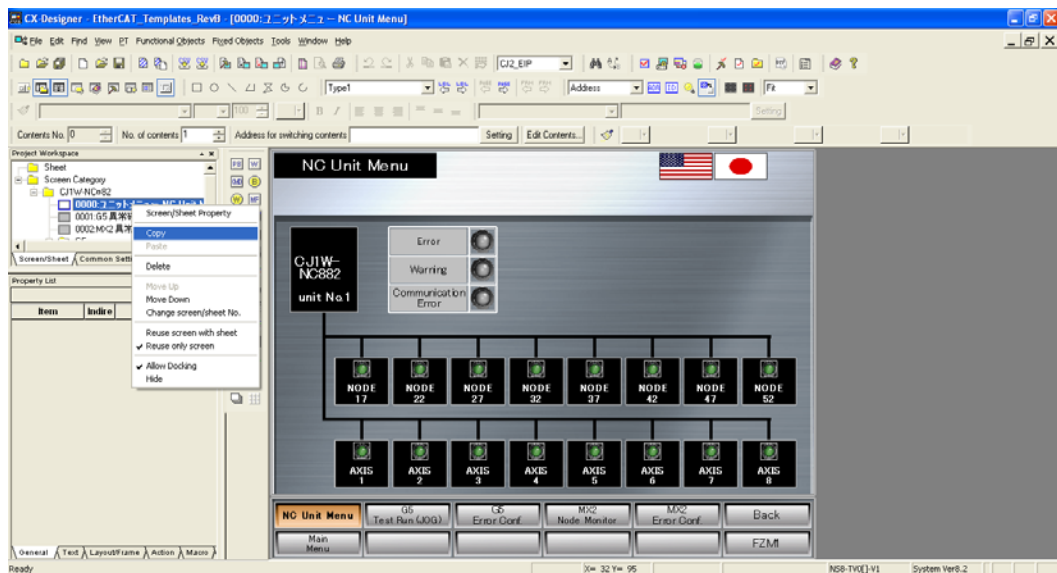 CX-Designer - EtherCAT_Templates_RevB - [0000:ユニットメニュー NC Unit Menu]
File Edit Find View PT Functional Objects Fixed Objects Tools Window Help
CJ2_EIP
Type1
Address
Fit
100
B
Setting
Contents No. 0
No. of contents 1
Address for switching contents
Setting
Edit Contents...
Project Workspace
Sheet
Screen Category
0000:ユニットメニュー NC Unit M
0001:G5
0002:MX2
Screen/Sheet
Common Setti
Property List
Item
Indire
General
Text
Layout/Frame
Action
Macro
Screen/Sheet Property
Copy
Paste
Delete
Move Up
Move Down
Change screen/sheet No.
Reuse screen with sheet
Reuse only screen
Allow Docking
Hide
NC Unit Menu
CJ1W-
NC882
unit No.1
Error
Warning
Communication
Error
NODE
17
NODE
22
NODE
27
NODE
32
NODE
37
NODE
42
NODE
47
NODE
52
AXIS
1
AXIS
2
AXIS
3
AXIS
4
AXIS
5
AXIS
6
AXIS
7
AXIS
8
NC Unit Menu
G5
Test Run (JOG)
G5
Error Conf.
MX2
Node Monitor
MX2
Error Conf.
Back
Main
Menu
FZM1
Ready
X= 32 Y= 95
NS8-TV0[]-V1
System Ver8.2